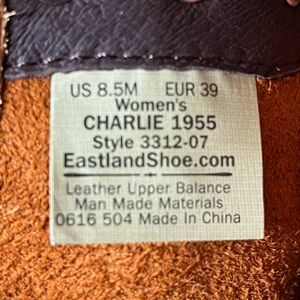 US 8.5M EUR 39
Women's
CHARLIE 1955
Style 3312-07
EastlandShoe.com
Leather Upper Balance
Man Made Materials
0616 504 Made In China